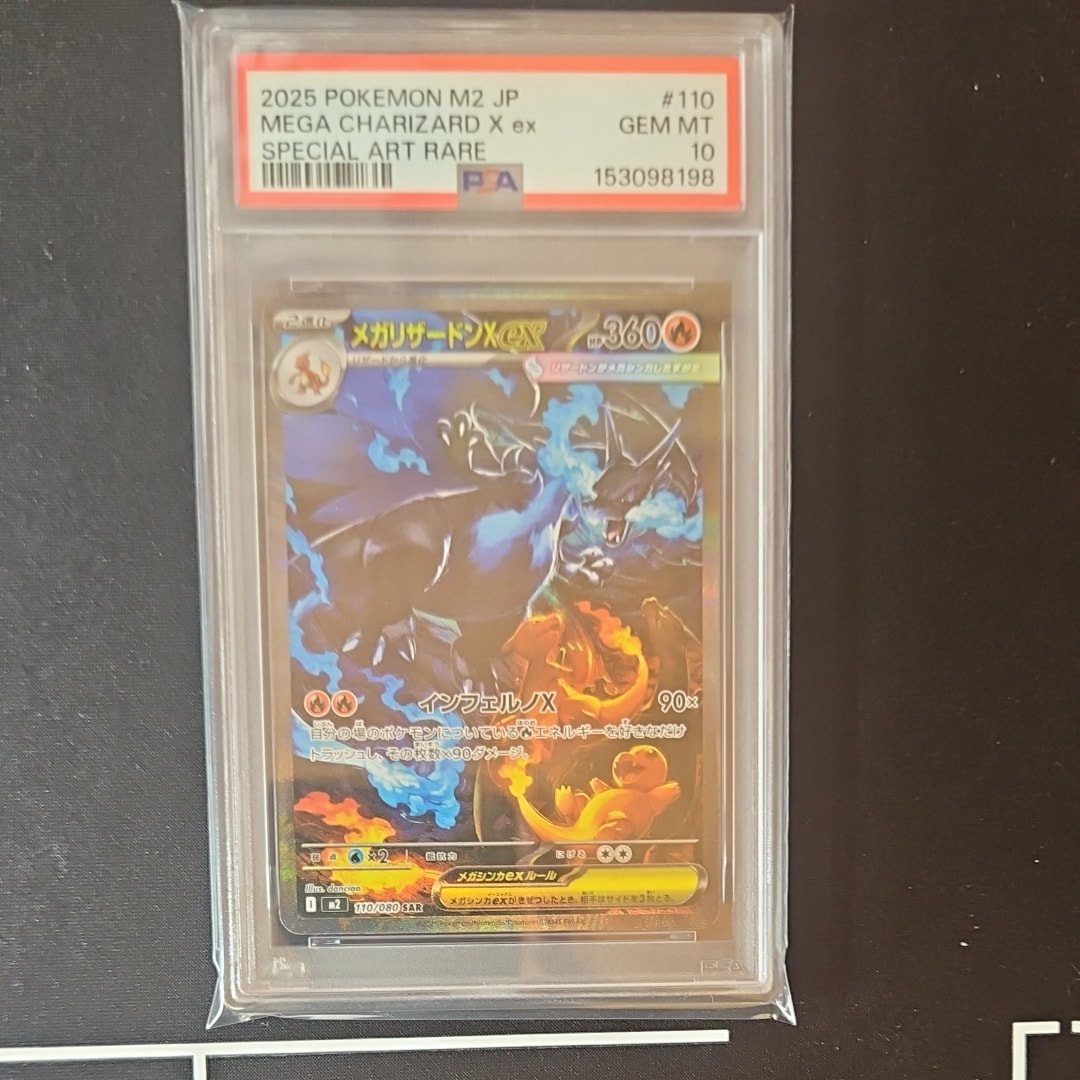 2025 POKEMON M2 JP #110
MEGA CHARIZARD X ex GEM MT
SPECIAL ART RARE 10
PSA 153098198
2進化 メガリザードンXex HP360
リザードから進化 リザードンがメガシンカしたすがた
インフェルノX 90×
自分の場のポケモンについている エネルギーを好きなだけ
トラッシュし、その枚数×90ダメージ。
弱点 ×2 抵抗力 にげる
メガシンカexルール
メガシンカexがきぜつしたとき、相手はサイドを3枚とる。
Illus. danciao
I M2 110/080 SAR
PSA